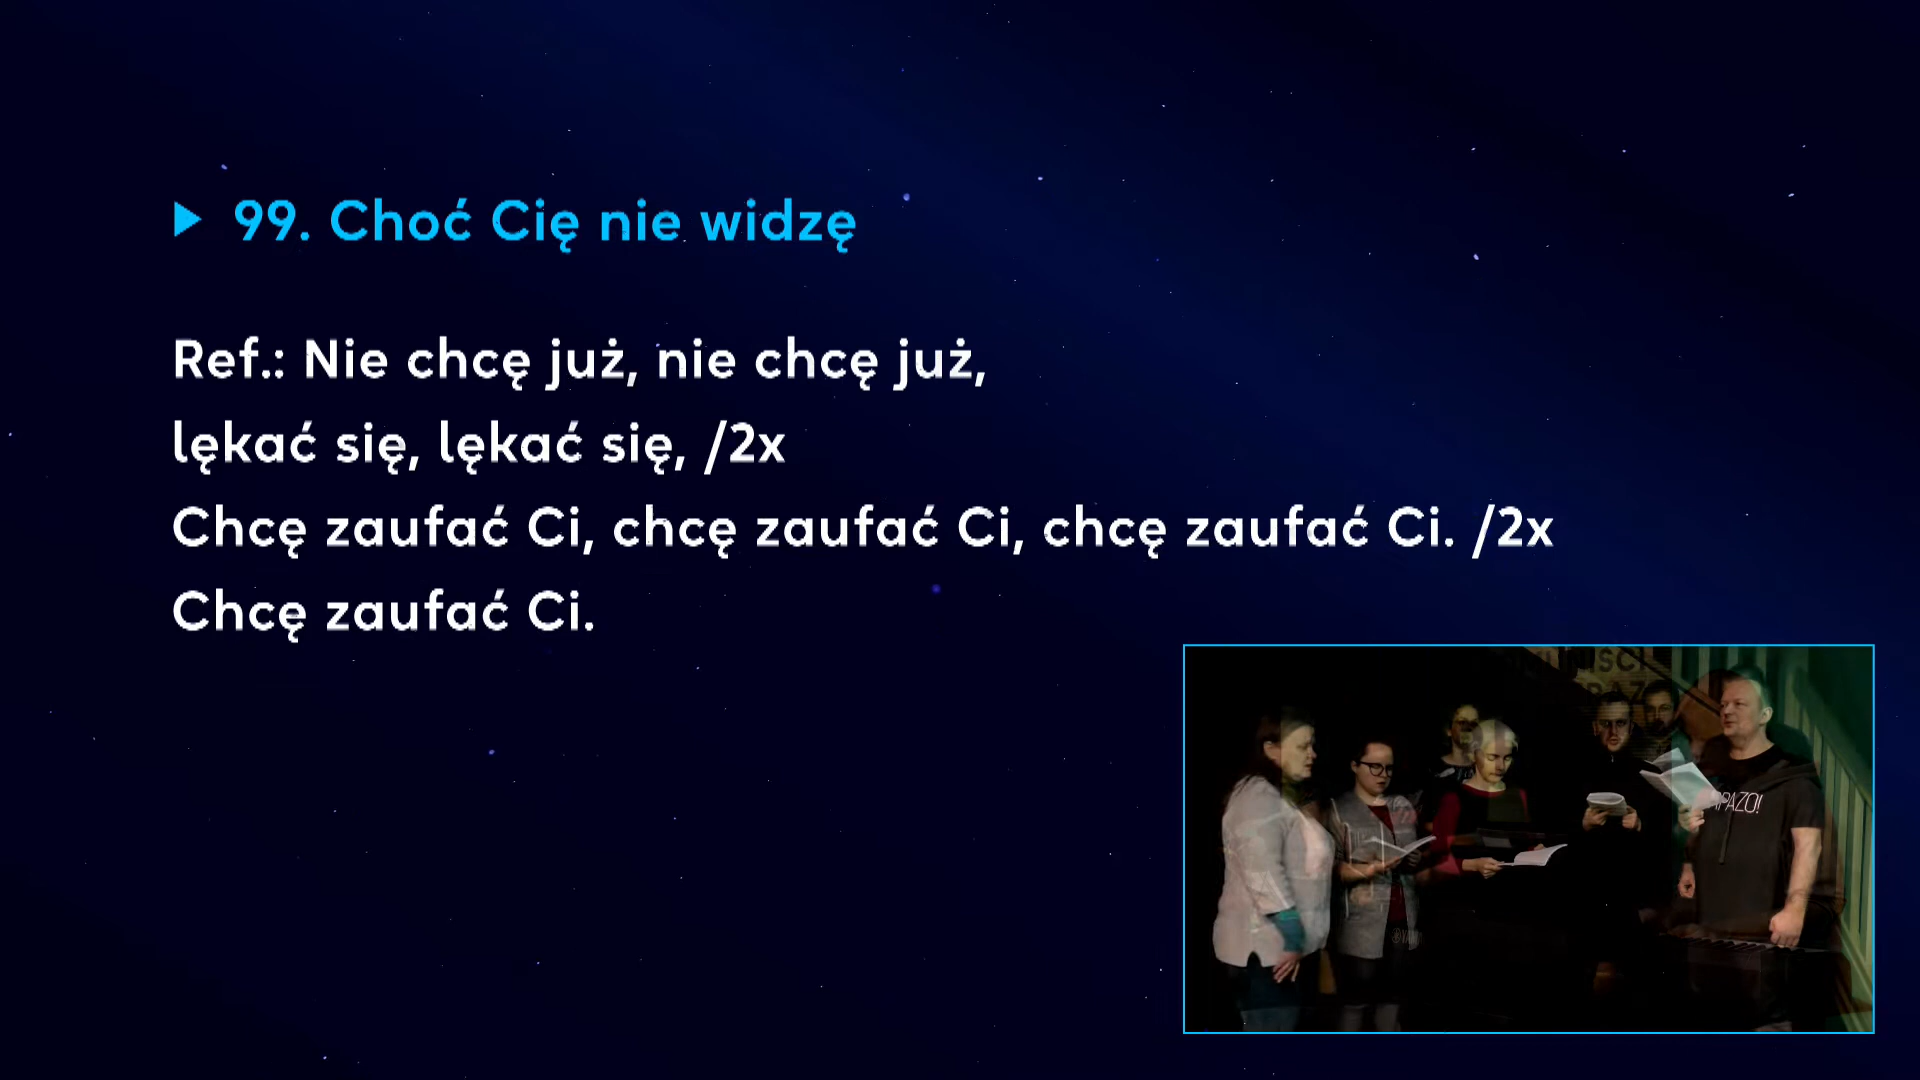 99. Choć Cię nie widzę
Ref.: Nie chcę już, nie chcę już,
lękać się, lękać się, /2x
Chcę zaufać Ci, chcę zaufać Ci, chcę zaufać Ci. /2x
Chcę zaufać Ci.